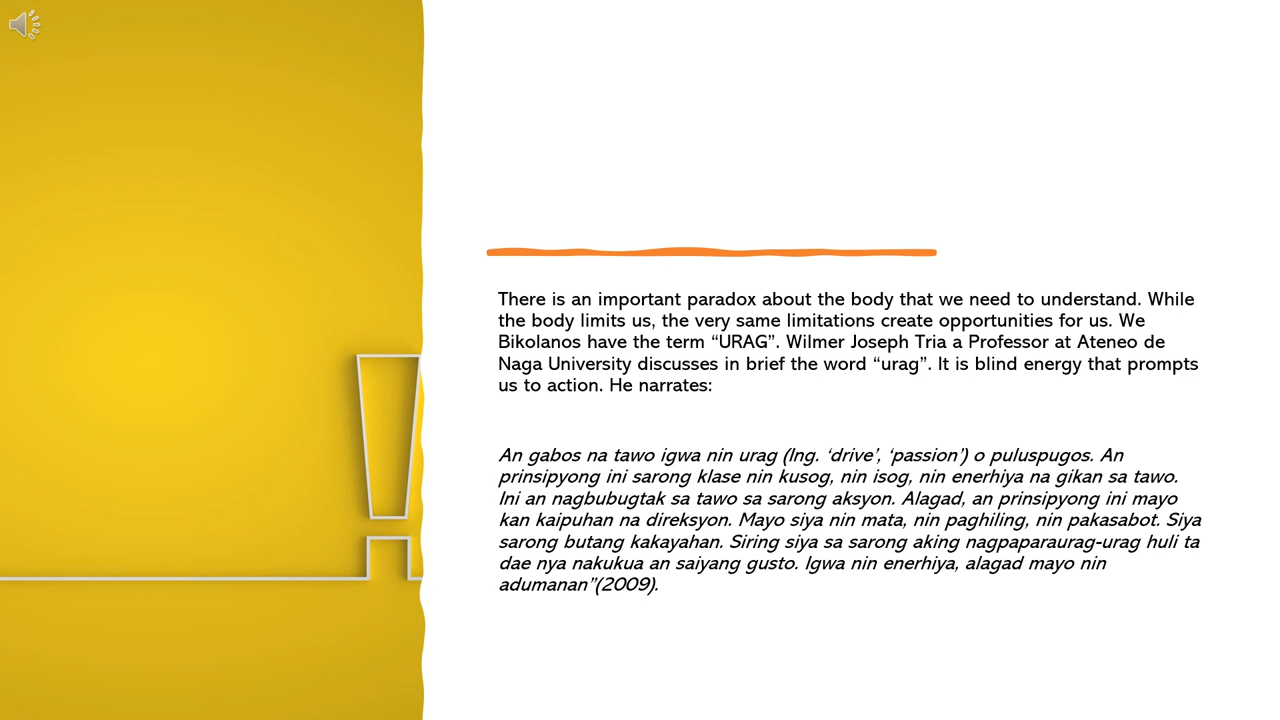 There is an important paradox about the body that we need to understand. While
the body limits us, the very same limitations create opportunities for us. We
Bikolanos have the term “URAG”. Wilmer Joseph Tria a Professor at Ateneo de
Naga University discusses in brief the word “urag”. It is blind energy that prompts
us to action. He narrates:
An gabos na tawo igwa nin urag (Ing. ‘drive’, ‘passion’) o puluspugos. An
prinsipyong ini sarong klase nin kusog, nin isog, nin enerhiya na gikan sa tawo.
Ini an nagbubugtak sa tawo sa sarong aksyon. Alagad, an prinsipyong ini mayo
kan kaipuhan na direksyon. Mayo siya nin mata, nin paghiling, nin pakasabot. Siya
sarong butang kakayahan. Siring siya sa sarong aking nagpaparaurag-urag huli ta
dae nya nakukua an saiyang gusto. Igwa nin enerhiya, alagad mayo nin
adumanan”(2009).